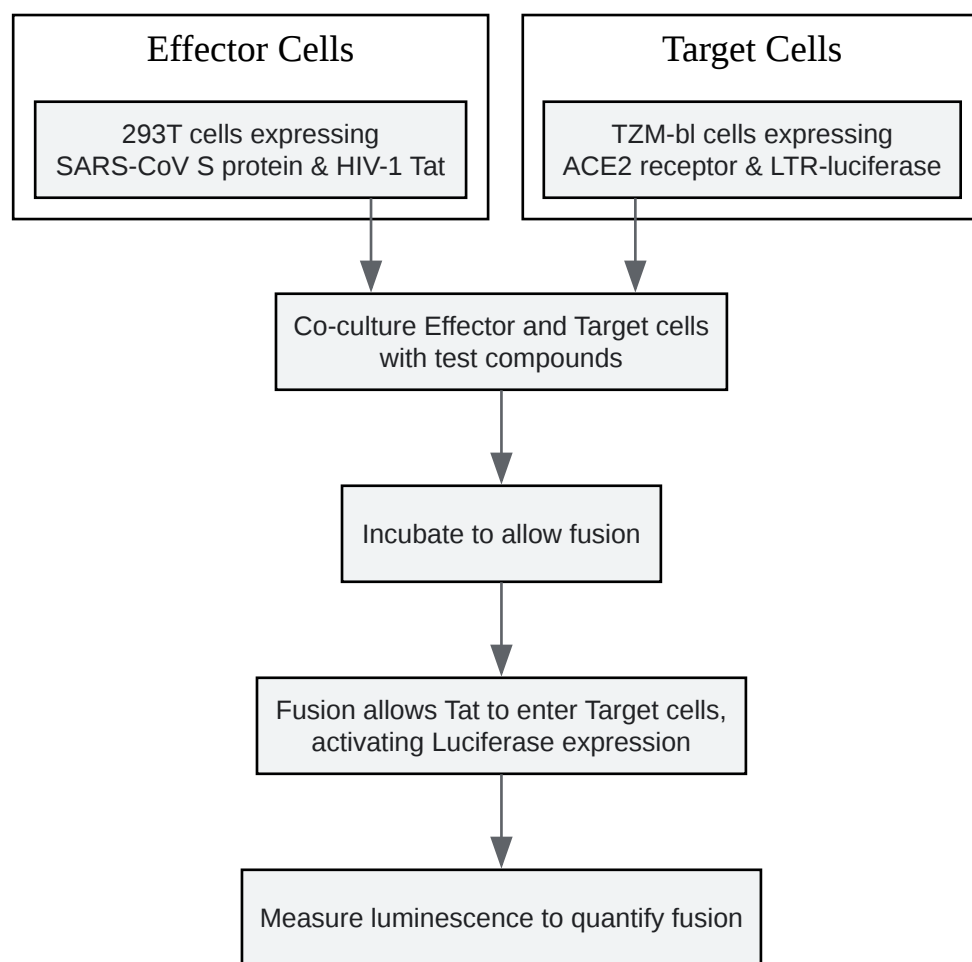 Effector Cells
293T cells expressing
SARS-CoV S protein & HIV-1 Tat
Target Cells
TZM-bl cells expressing
ACE2 receptor & LTR-luciferase
Co-culture Effector and Target cells
with test compounds
Incubate to allow fusion
Fusion allows Tat to enter Target cells,
activating Luciferase expression
Measure luminescence to quantify fusion